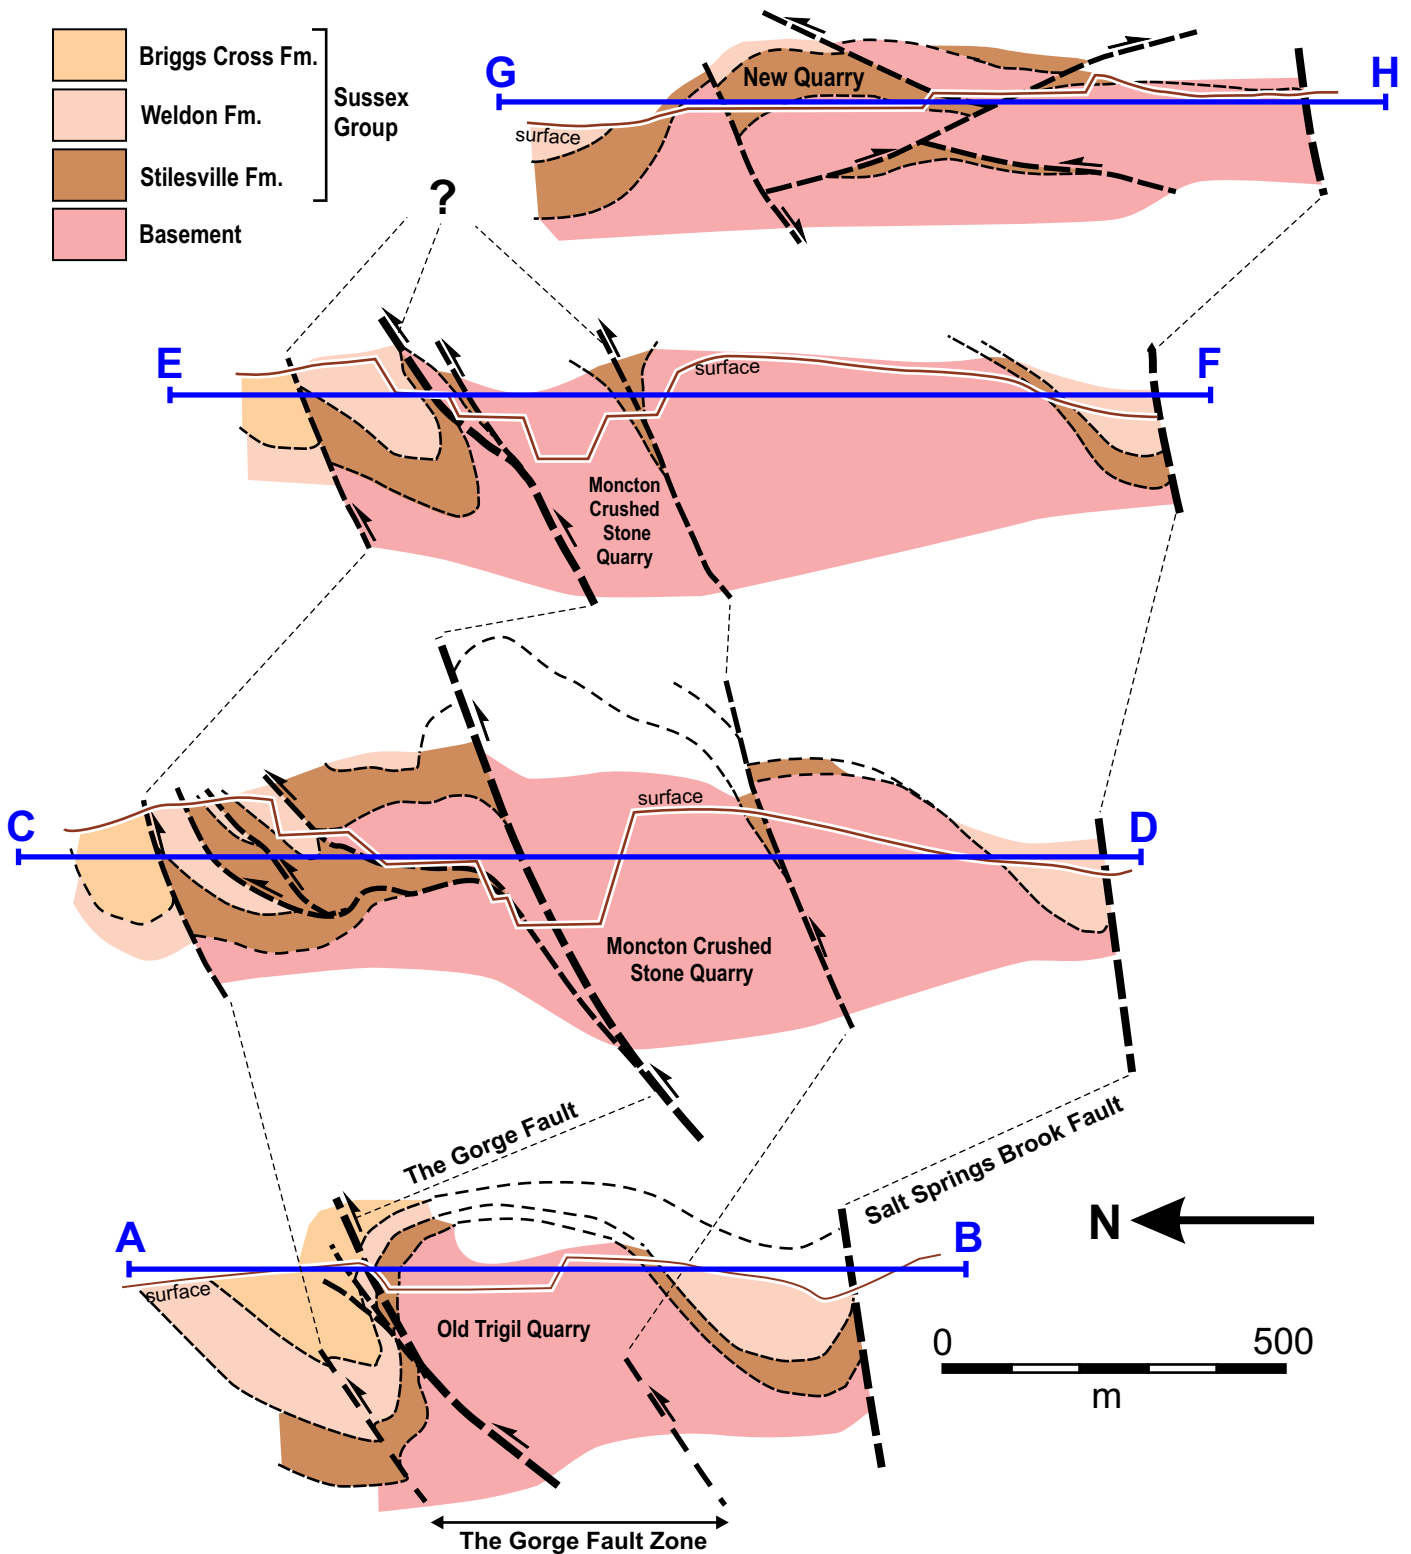 Briggs Cross Fm.
Weldon Fm.
Stilesville Fm.
Basement
Sussex
Group
G
New Quarry
H
surface
?
E
surface
F
Moncton
Crushed
Stone
Quarry
C
surface
D
Moncton Crushed
Stone Quarry
The Gorge Fault
Salt Springs Brook Fault
N
A
B
surface
Old Trigil Quarry
0
500
m
The Gorge Fault Zone